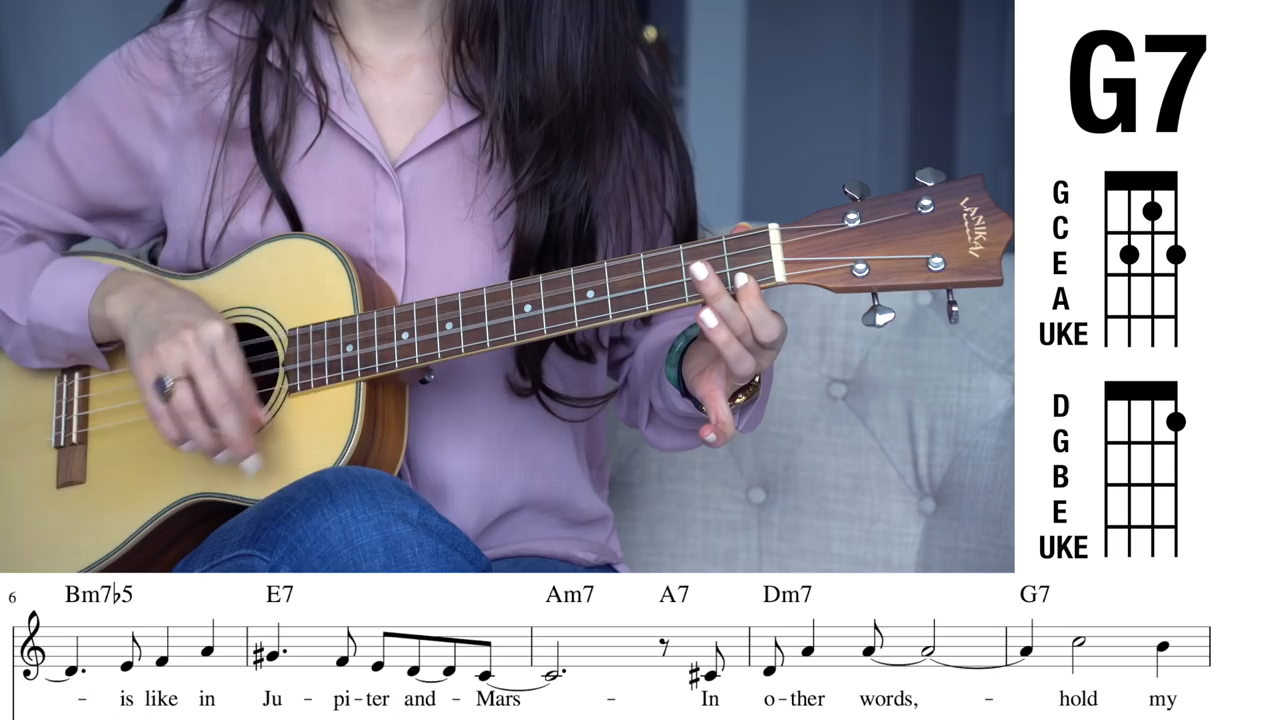 G7
G
C
E
A
UKE
D
G
B
E
UKE
LANIKAI
6 Bm7♭5 E7 Am7 A7 Dm7 G7
- is like in Ju - pi - ter and - Mars - In o - ther words, - hold my